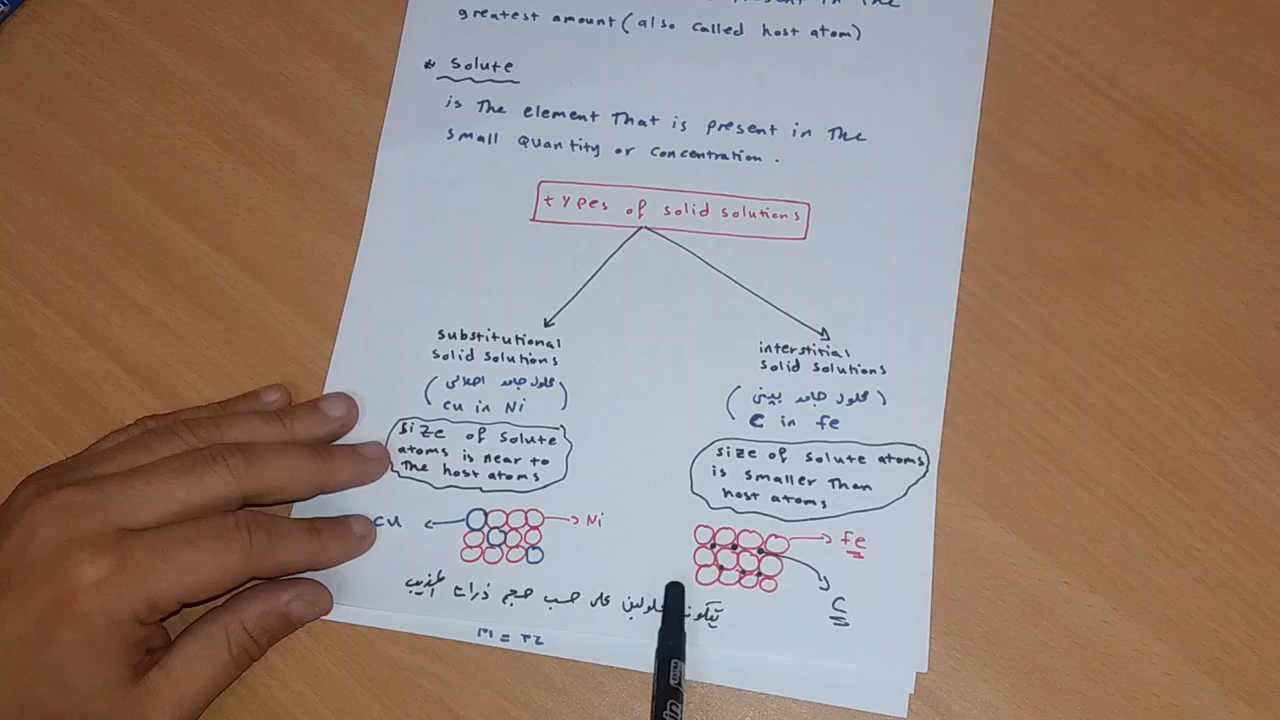 present in the
greatest amount (also called host atom)
* Solute
is The element That is present in The
small Quantity or concentration.
types of solid solutions
substitutional
solid solutions
(محلول جامد احلالي)
cu in Ni
size of solute
atoms is near to
The host atoms
cu
Ni
interstitial
solid solutions
(محلول جامد بيني)
C in fe
size of solute atoms
is smaller Than
host atoms
fe
C
على حسب حجم ذرات المذيب